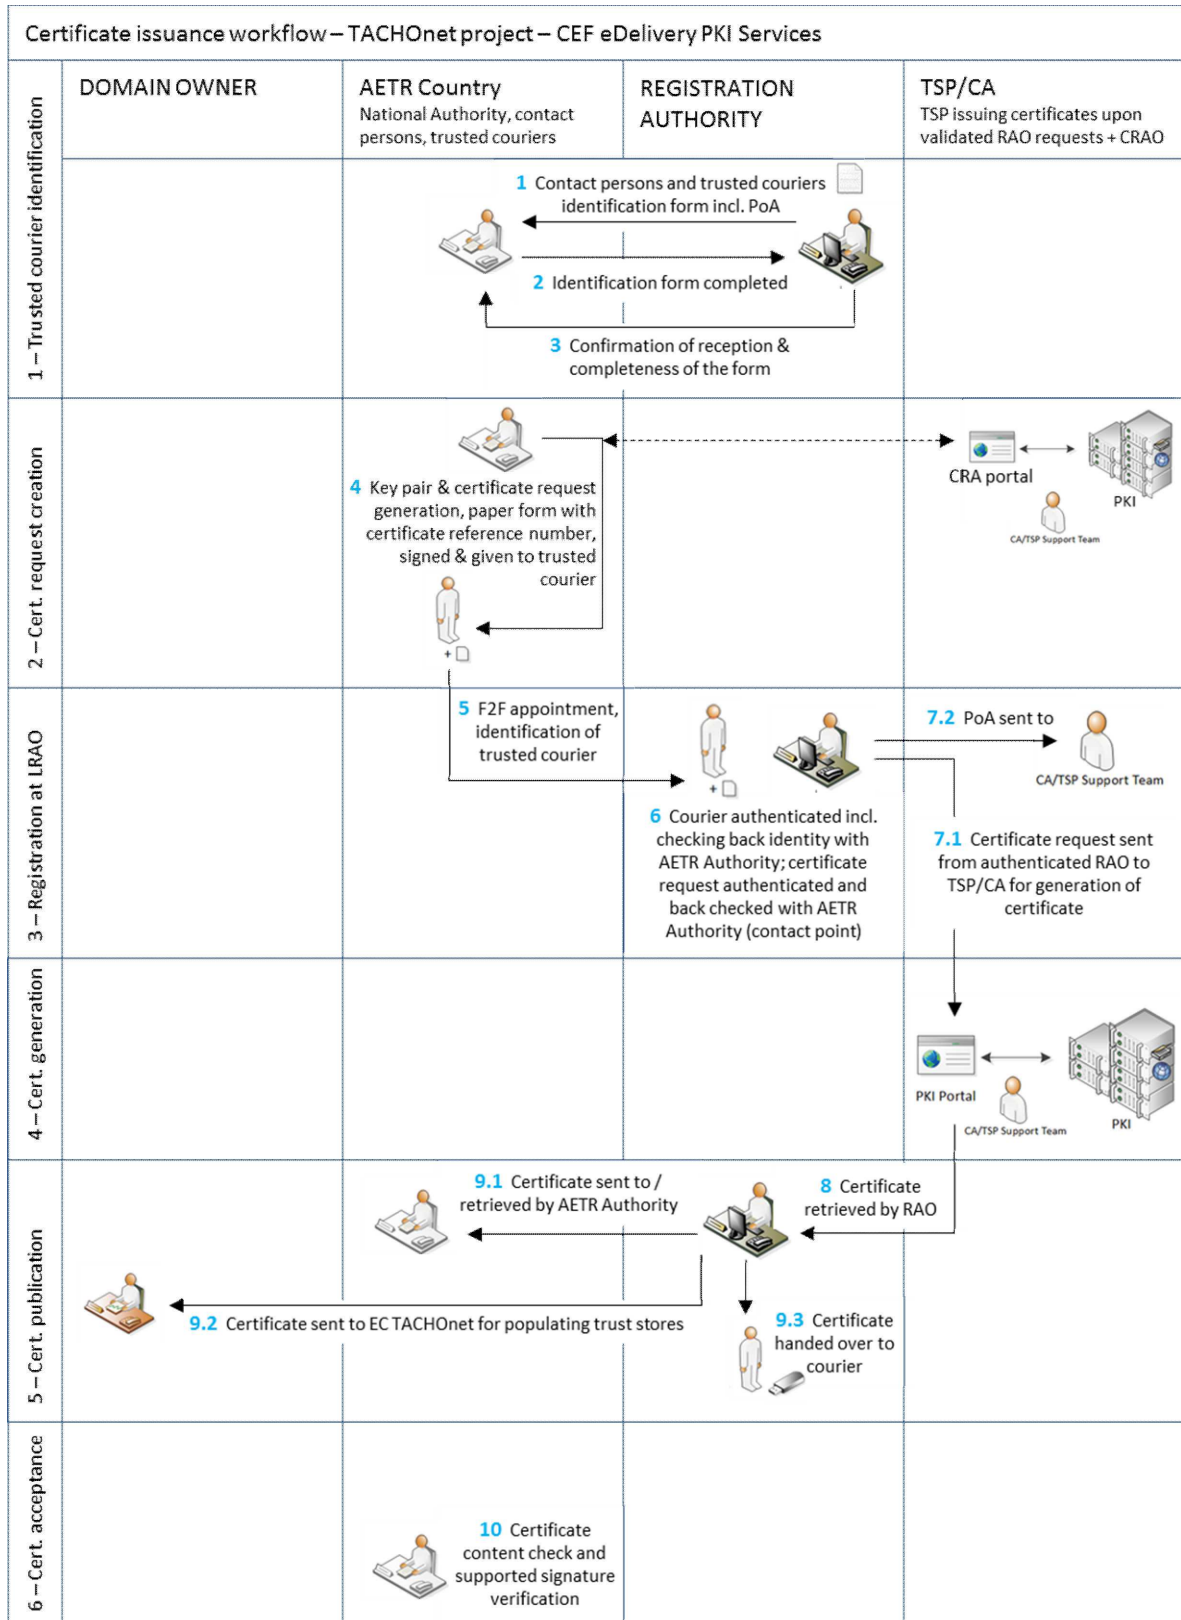 Certificate issuance workflow – TACHOnet project – CEF eDelivery PKI Services
DOMAIN OWNER
AETR Country
National Authority, contact
persons, trusted couriers
REGISTRATION
AUTHORITY
TSP/CA
TSP issuing certificates upon
validated RAO requests + CRAO
1 – Trusted courier identification
1 Contact persons and trusted couriers
identification form incl. PoA
2 Identification form completed
3 Confirmation of reception &
completeness of the form
2 – Cert. request creation
4 Key pair & certificate request
generation, paper form with
certificate reference number,
signed & given to trusted
courier
+
CRA portal
PKI
CA/TSP Support Team
3 – Registration at LRAO
5 F2F appointment,
identification of
trusted courier
+
6 Courier authenticated incl.
checking back identity with
AETR Authority; certificate
request authenticated and
back checked with AETR
Authority (contact point)
7.2 PoA sent to
CA/TSP Support Team
7.1 Certificate request sent
from authenticated RAO to
TSP/CA for generation of
certificate
4 – Cert. generation
PKI Portal
CA/TSP Support Team
PKI
5 – Cert. publication
9.1 Certificate sent to /
retrieved by AETR Authority
8 Certificate
retrieved by RAO
9.2 Certificate sent to EC TACHOnet for populating trust stores
9.3 Certificate
handed over to
courier
6 – Cert. acceptance
10 Certificate
content check and
supported signature
verification